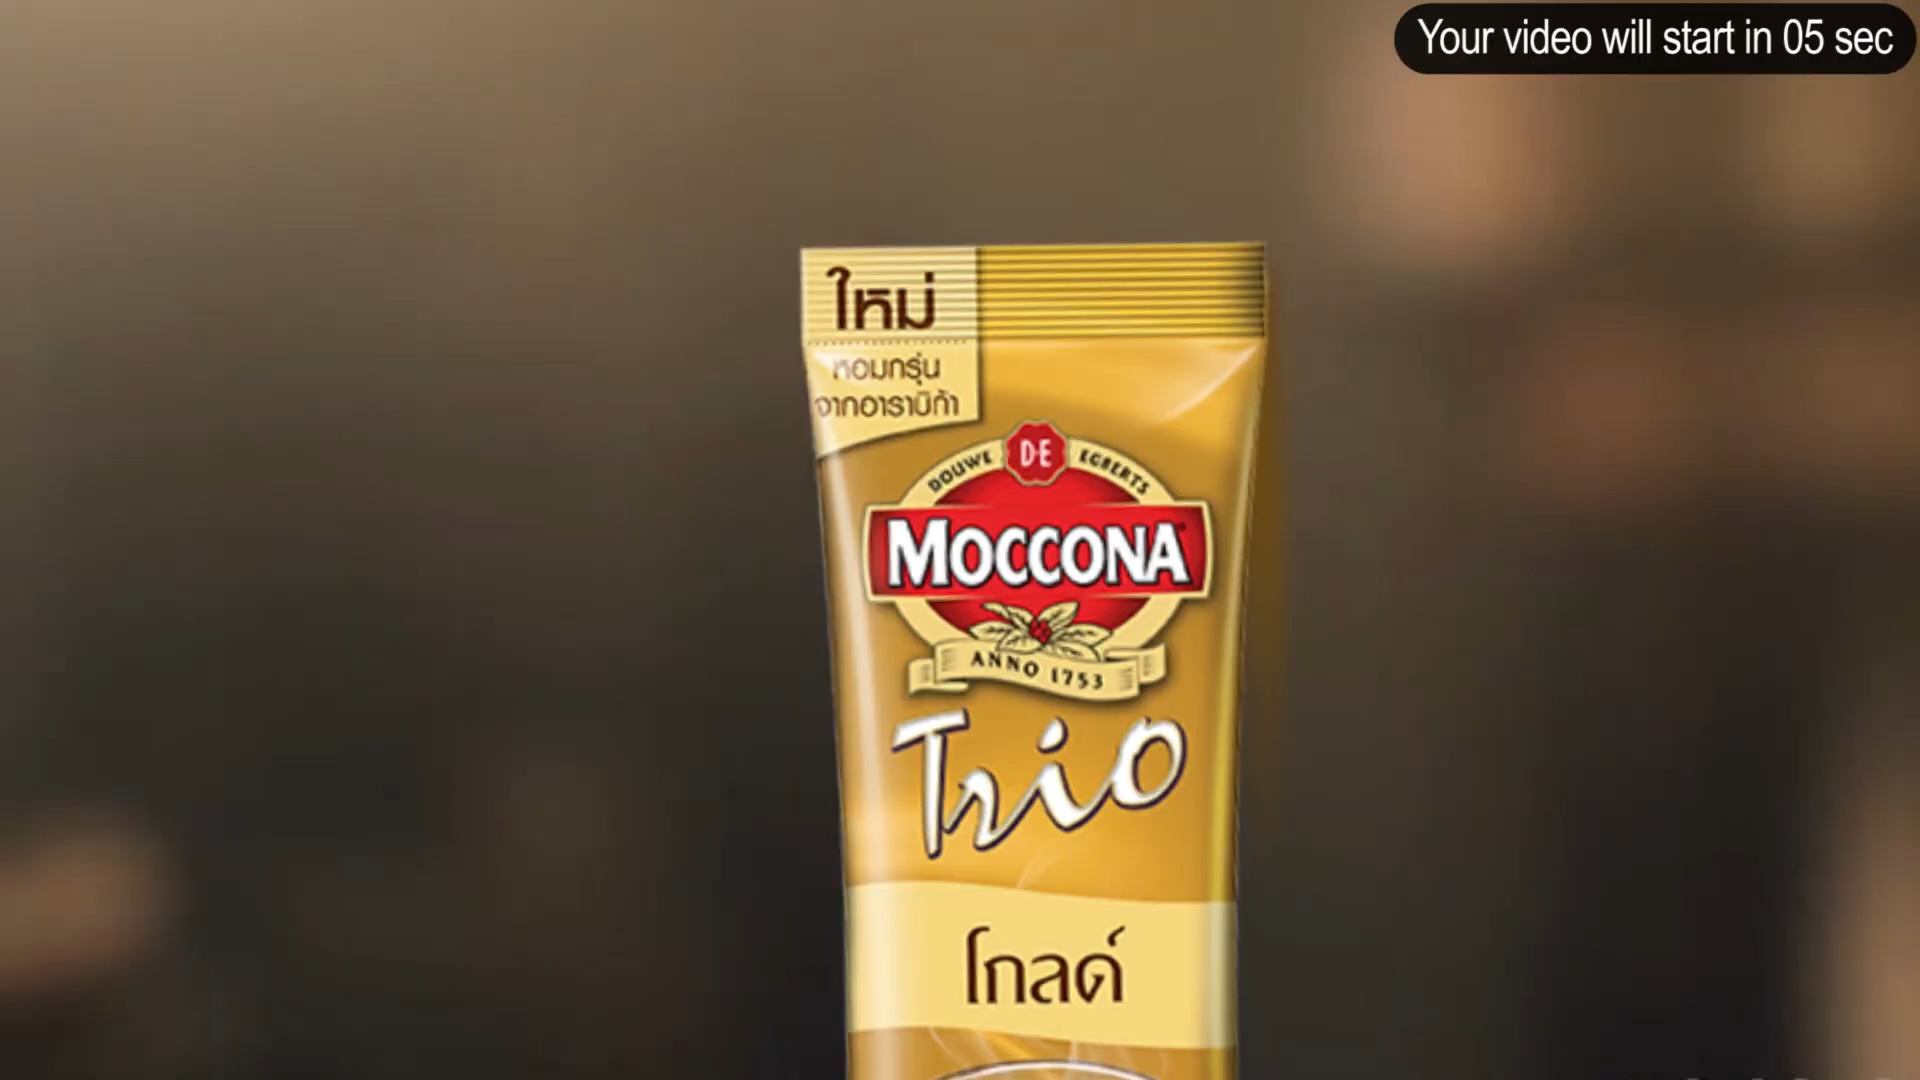 Your video will start in 05 sec
ใหม่
หอมกรุ่น
จากอาราบิก้า
D·E
DOUWE EGBERTS
MOCCONA
ANNO 1753
Trio
โกลด์